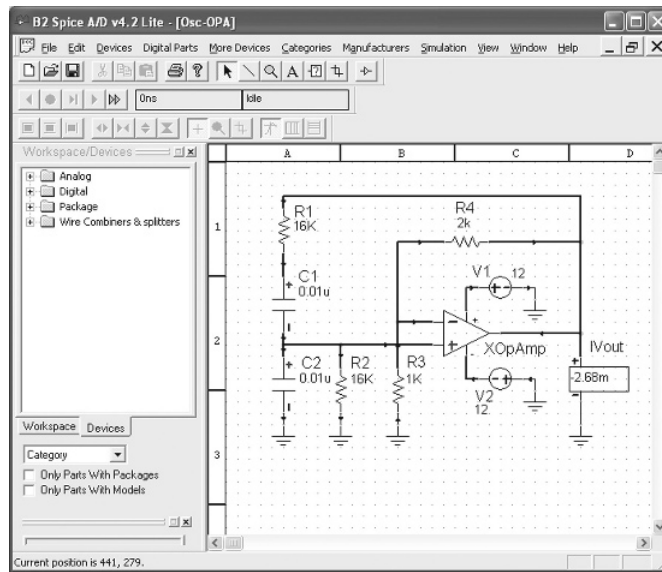 B2 Spice A/D v4.2 Lite - [Osc-OPA]
File Edit Devices Digital Parts More Devices Categories Manufacturers Simulation View Window Help
0ns Idle
Workspace/Devices
Analog
Digital
Package
Wire Combiners & splitters
Workspace Devices
Category
Only Parts With Packages
Only Parts With Models
A B C D
1
2
3
R1
16K
R4
2k
C1
0.01u
V1 12
C2
0.01u
R2
16K
R3
1K
XOpAmp
IVout
-2.68m
V2
12
Current position is 441, 279.